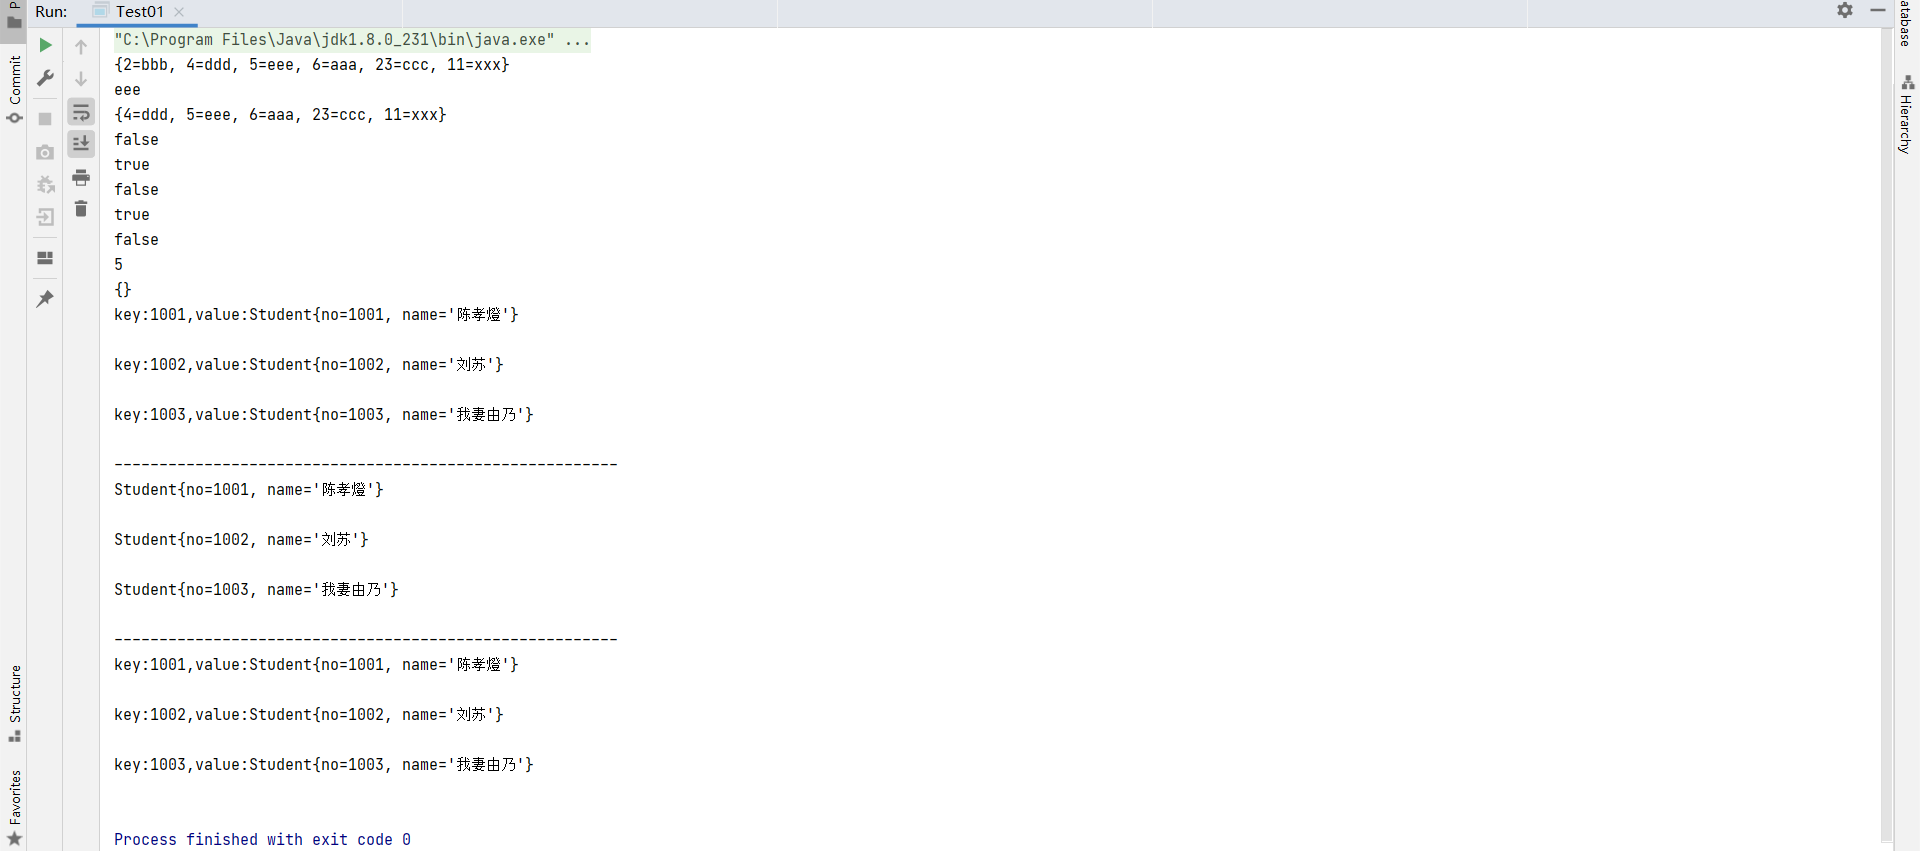 Run:
Test01
P
Commit
Structure
Favorites
atabase
Hierarchy
"C:\Program Files\Java\jdk1.8.0_231\bin\java.exe" ...
{2=bbb, 4=ddd, 5=eee, 6=aaa, 23=ccc, 11=xxx}
eee
{4=ddd, 5=eee, 6=aaa, 23=ccc, 11=xxx}
false
true
false
true
false
5
{}
key:1001,value:Student{no=1001, name='陈孝燈'}
key:1002,value:Student{no=1002, name='刘苏'}
key:1003,value:Student{no=1003, name='我妻由乃'}
--------------------------------------------------------
Student{no=1001, name='陈孝燈'}
Student{no=1002, name='刘苏'}
Student{no=1003, name='我妻由乃'}
--------------------------------------------------------
key:1001,value:Student{no=1001, name='陈孝燈'}
key:1002,value:Student{no=1002, name='刘苏'}
key:1003,value:Student{no=1003, name='我妻由乃'}
Process finished with exit code 0